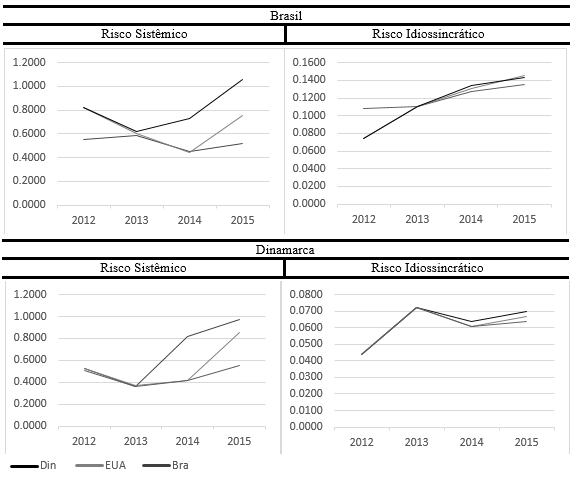 Brasil
Risco Sistêmico Risco Idiossincrático
1.2000 0.1600
1.0000 0.1400
0.8000 0.1200
0.6000 0.1000
0.4000 0.0800
0.2000 0.0600
0.0000 0.0400
0.0200
0.0000
2012 2013 2014 2015 2012 2013 2014 2015
Dinamarca
Risco Sistêmico Risco Idiossincrático
1.2000 0.0800
1.0000 0.0700
0.8000 0.0600
0.6000 0.0500
0.4000 0.0400
0.2000 0.0300
0.0000 0.0200
0.0100
0.0000
2012 2013 2014 2015 2012 2013 2014 2015
Din EUA Bra